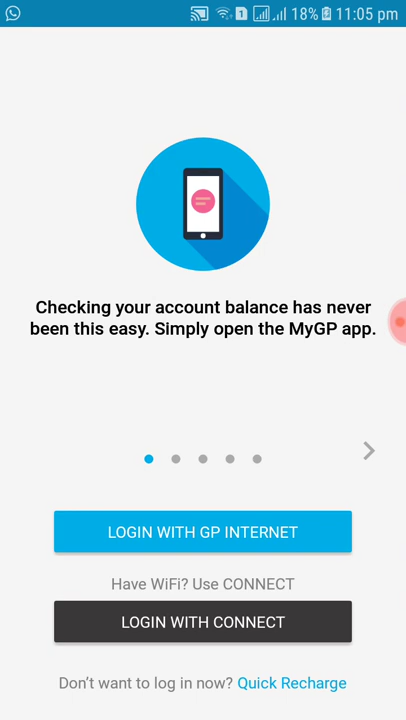 1 18% 11:05 pm
Checking your account balance has never
been this easy. Simply open the MyGP app.
LOGIN WITH GP INTERNET
Have WiFi? Use CONNECT
LOGIN WITH CONNECT
Don't want to log in now? Quick Recharge